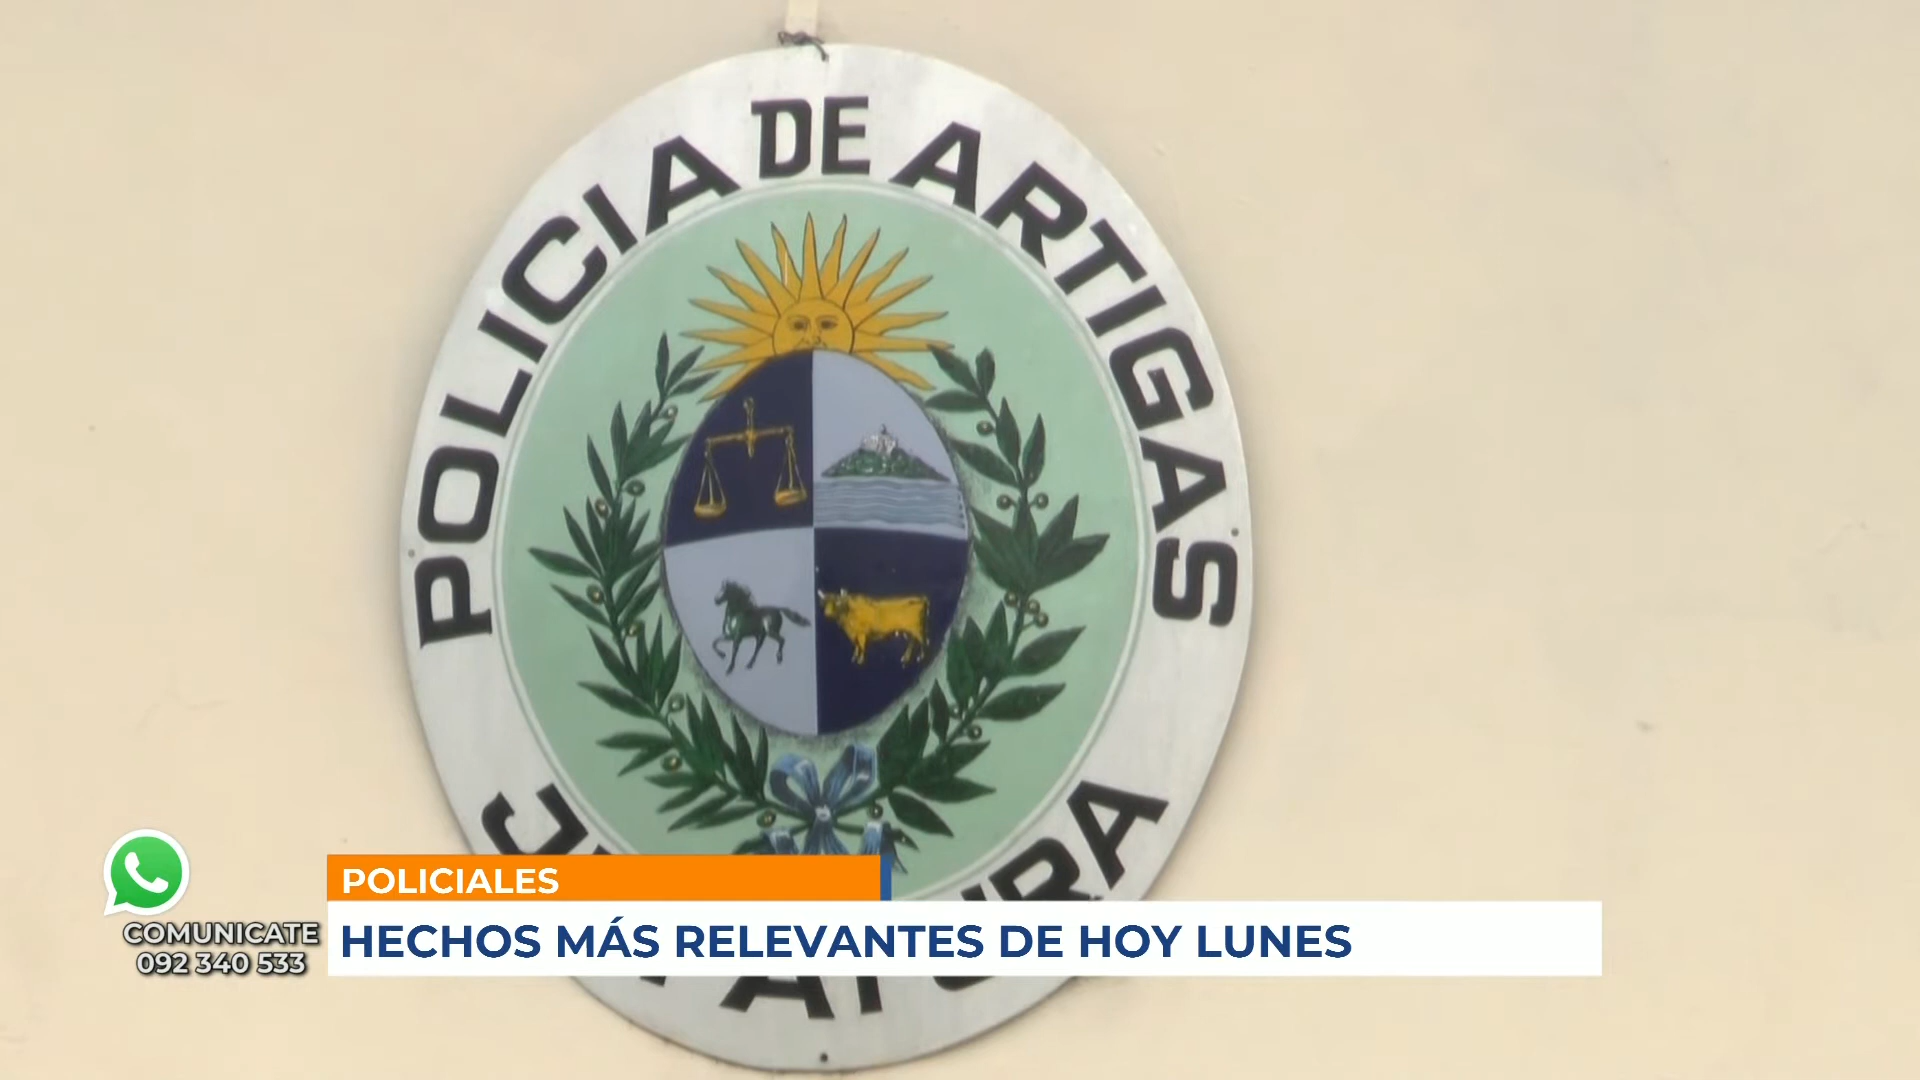 POLICIA DE ARTIGAS
POLICIALES
HECHOS MÁS RELEVANTES DE HOY LUNES
COMUNICATE
092 340 533